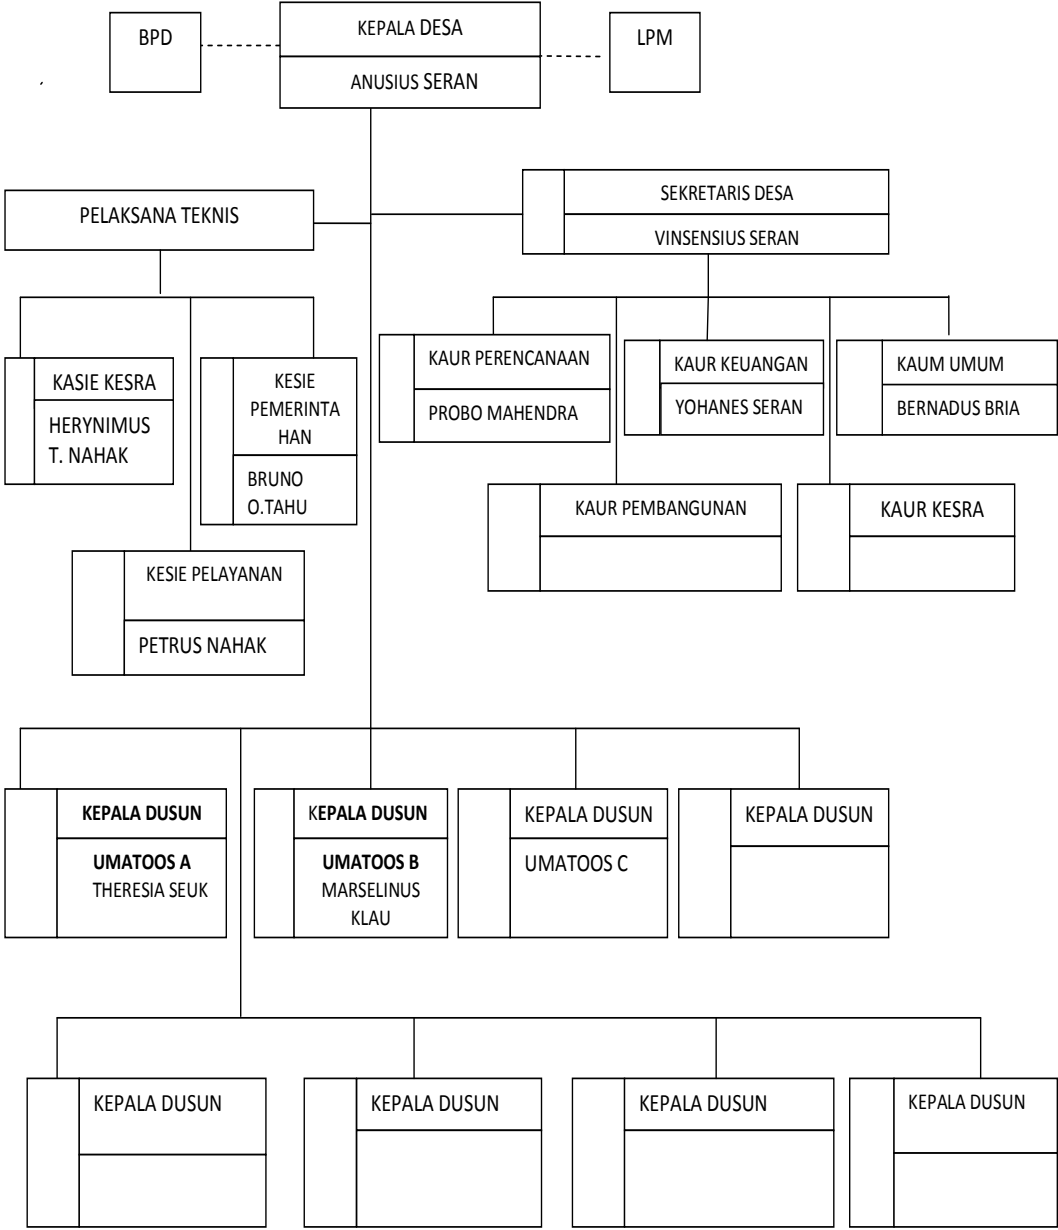 BPD
KEPALA DESA
LPM
ANUSIUS SERAN
PELAKSANA TEKNIS
SEKRETARIS DESA
VINSENSIUS SERAN
KASIE KESRA
HERYNIMUS
T. NAHAK
KESIE
PEMERINTA
HAN
BRUNO
O.TAHU
KAUR PERENCANAAN
PROBO MAHENDRA
KAUR KEUANGAN
YOHANES SERAN
KAUM UMUM
BERNADUS BRIA
KAUR PEMBANGUNAN
KAUR KESRA
KESIE PELAYANAN
PETRUS NAHAK
KEPALA DUSUN
UMATOOS A
THERESIA SEUK
KEPALA DUSUN
UMATOOS B
MARSELINUS
KLAU
KEPALA DUSUN
UMATOOS C
KEPALA DUSUN
KEPALA DUSUN
KEPALA DUSUN
KEPALA DUSUN
KEPALA DUSUN